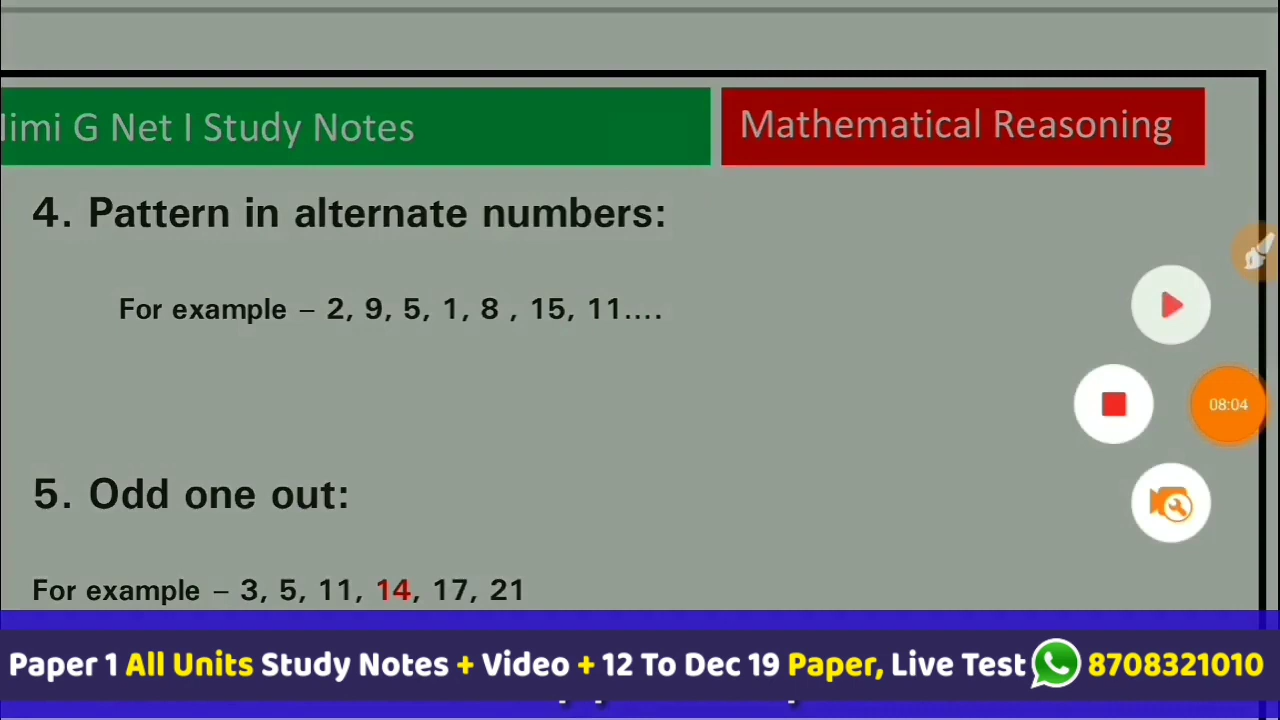 limi G Net I Study Notes
Mathematical Reasoning
4. Pattern in alternate numbers:
For example – 2, 9, 5, 1, 8 , 15, 11....
08:04
5. Odd one out:
For example – 3, 5, 11, 14, 17, 21
Paper 1 All Units Study Notes + Video + 12 To Dec 19 Paper, Live Test 8708321010